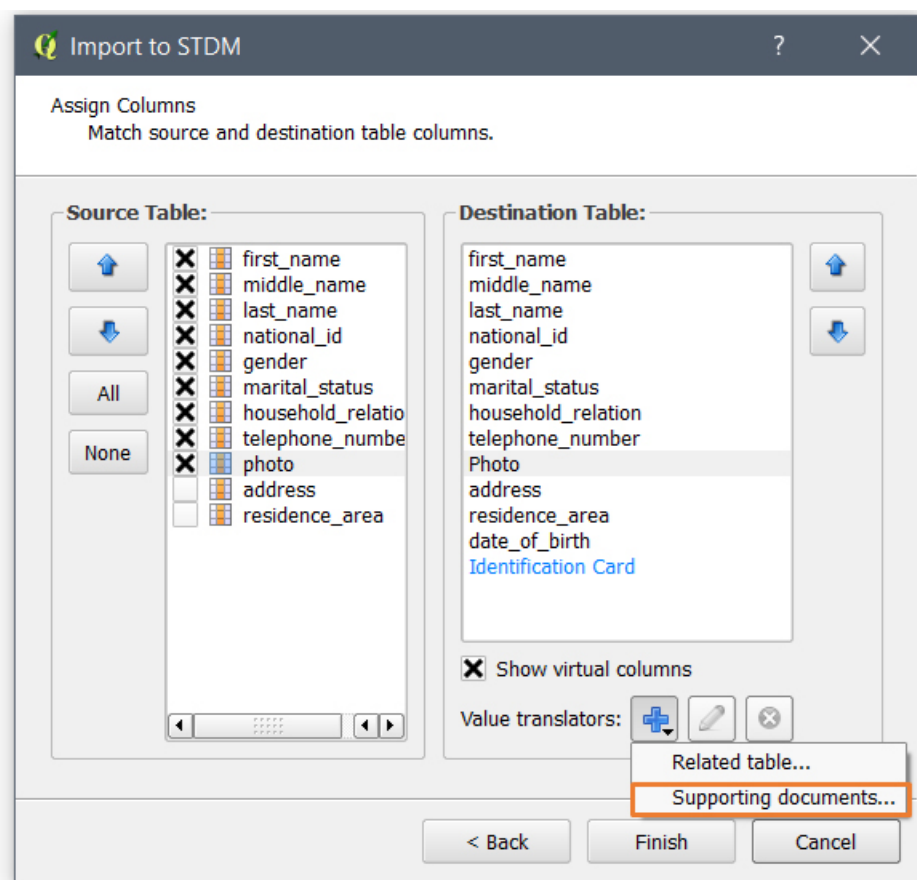 Import to STDM
?
Assign Columns
Match source and destination table columns.
Source Table:
All
None
first_name
middle_name
last_name
national_id
gender
marital_status
household_relatio
telephone_numbe
photo
address
residence_area
Destination Table:
first_name
middle_name
last_name
national_id
gender
marital_status
household_relation
telephone_number
Photo
address
residence_area
date_of_birth
Identification Card
Show virtual columns
Value translators:
Related table...
Supporting documents...
< Back
Finish
Cancel